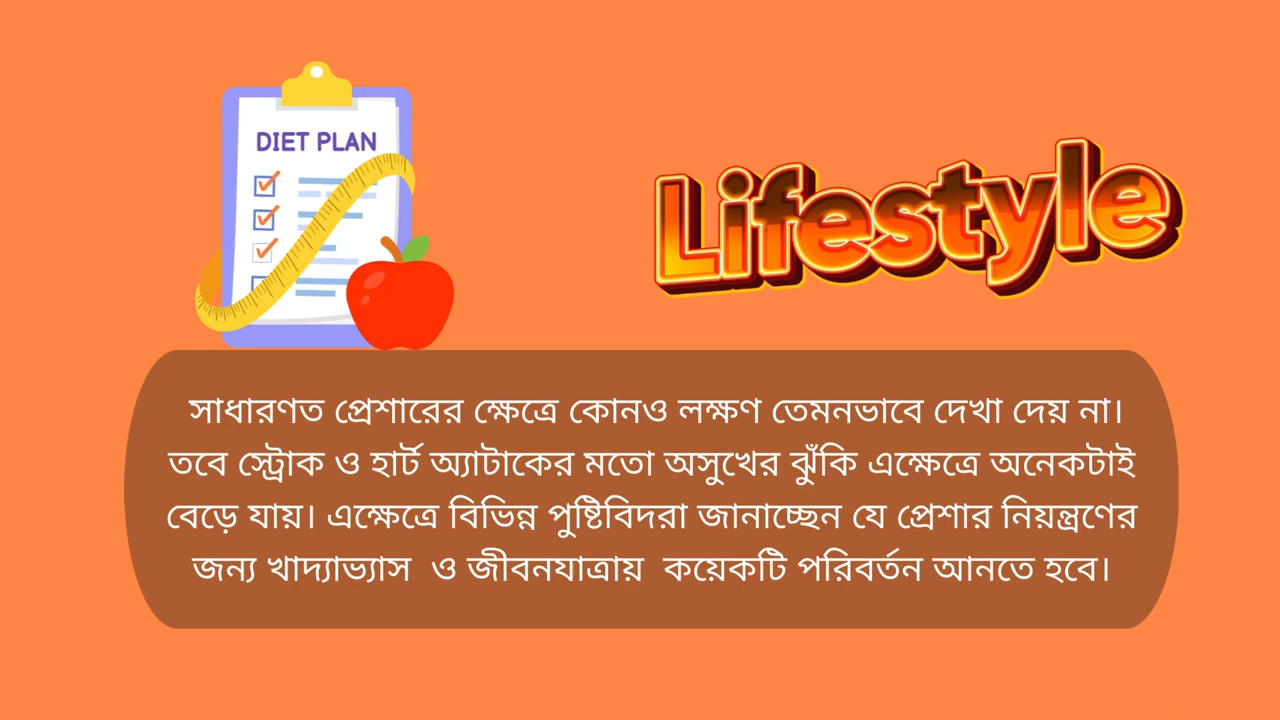 DIET PLAN
Lifestyle
সাধারণত প্রেশারের ক্ষেত্রে কোনও লক্ষণ তেমনভাবে দেখা দেয় না।
তবে স্ট্রোক ও হার্ট অ্যাটাকের মতো অসুখের ঝুঁকি এক্ষেত্রে অনেকটাই
বেড়ে যায়। এক্ষেত্রে বিভিন্ন পুষ্টিবিদরা জানাচ্ছেন যে প্রেশার নিয়ন্ত্রণের
জন্য খাদ্যাভ্যাস ও জীবনযাত্রায় কয়েকটি পরিবর্তন আনতে হবে।